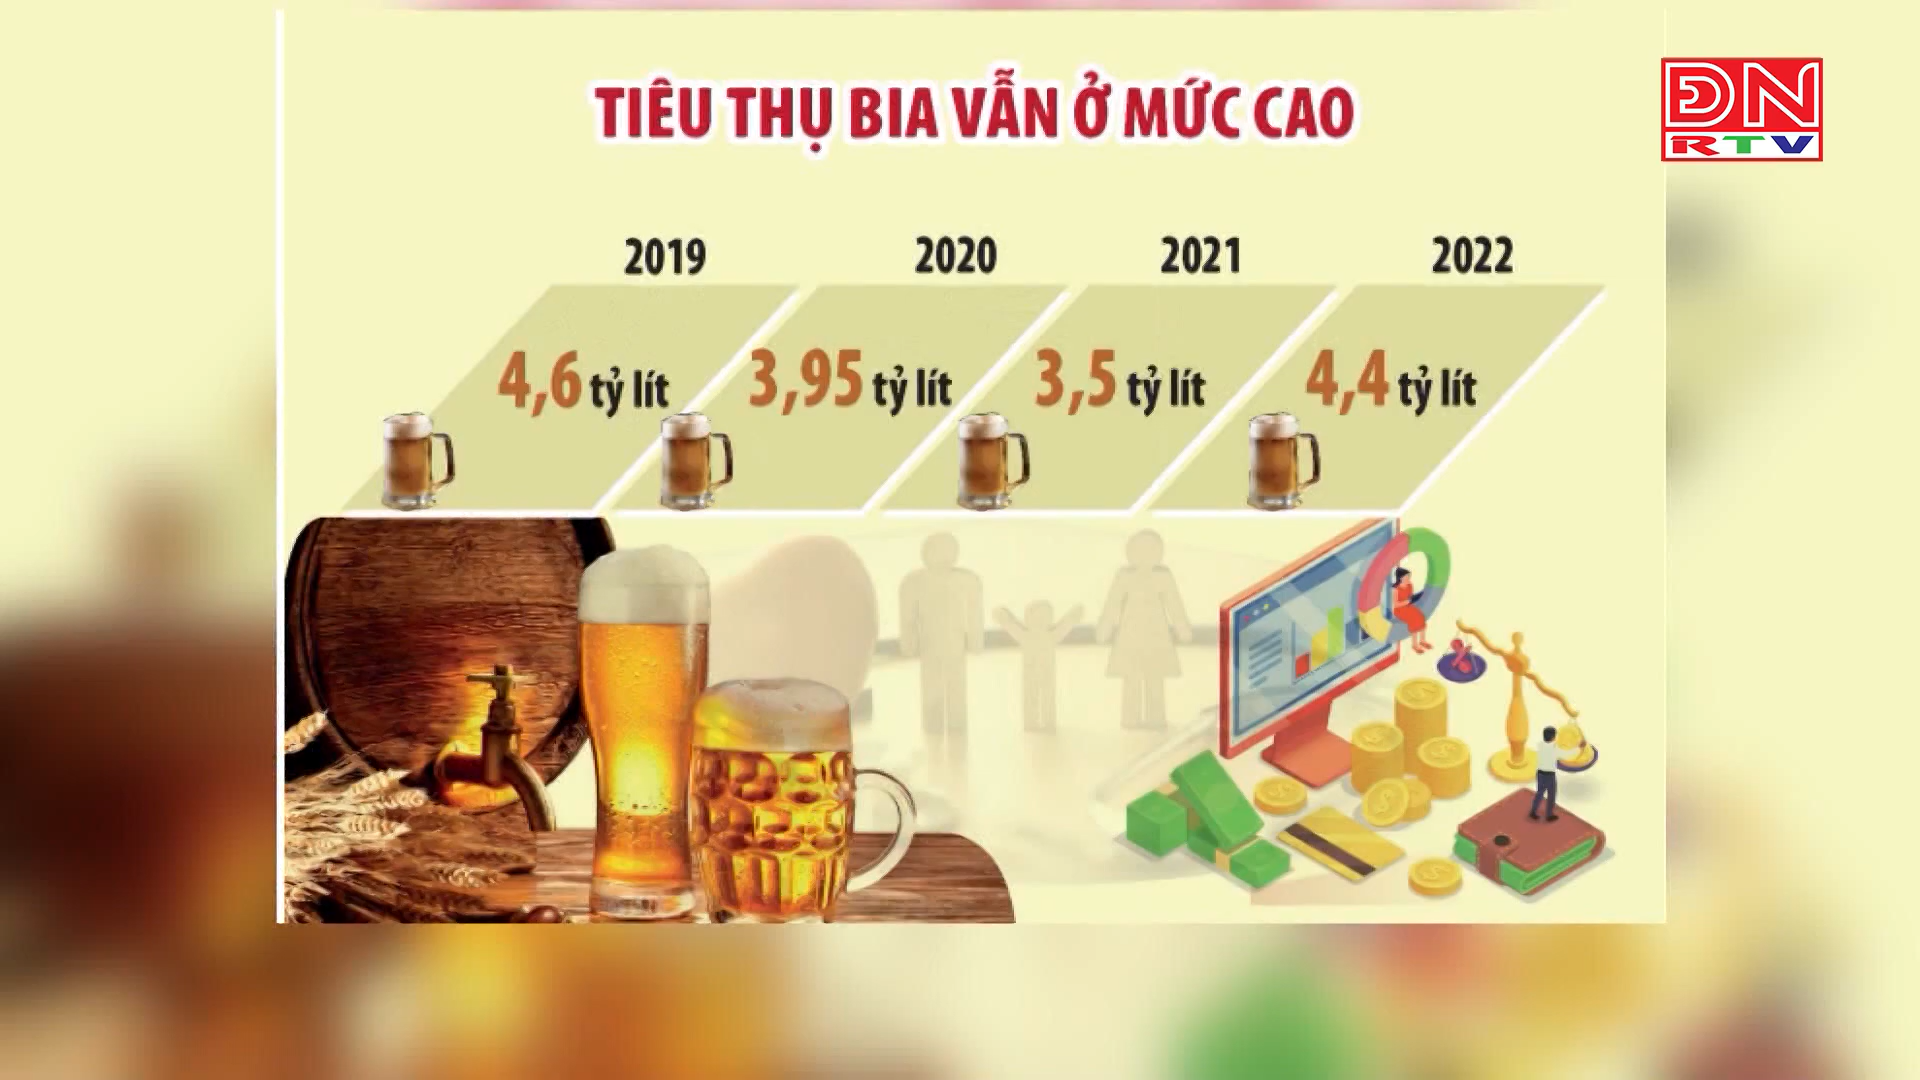 TIÊU THỤ BIA VẪN Ở MỨC CAO
ĐN
RTV
2019 2020 2021 2022
4,6 tỷ lít 3,95 tỷ lít 3,5 tỷ lít 4,4 tỷ lít